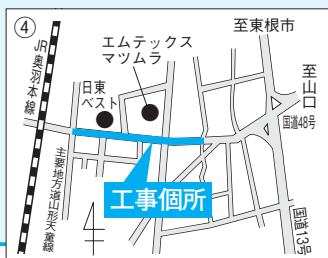 ④
JR奥羽本線
エムテックス
マツムラ
日東
ベスト
至東根市
至山口
国道48号
工事個所
主要地方道山形天童線
国道13号